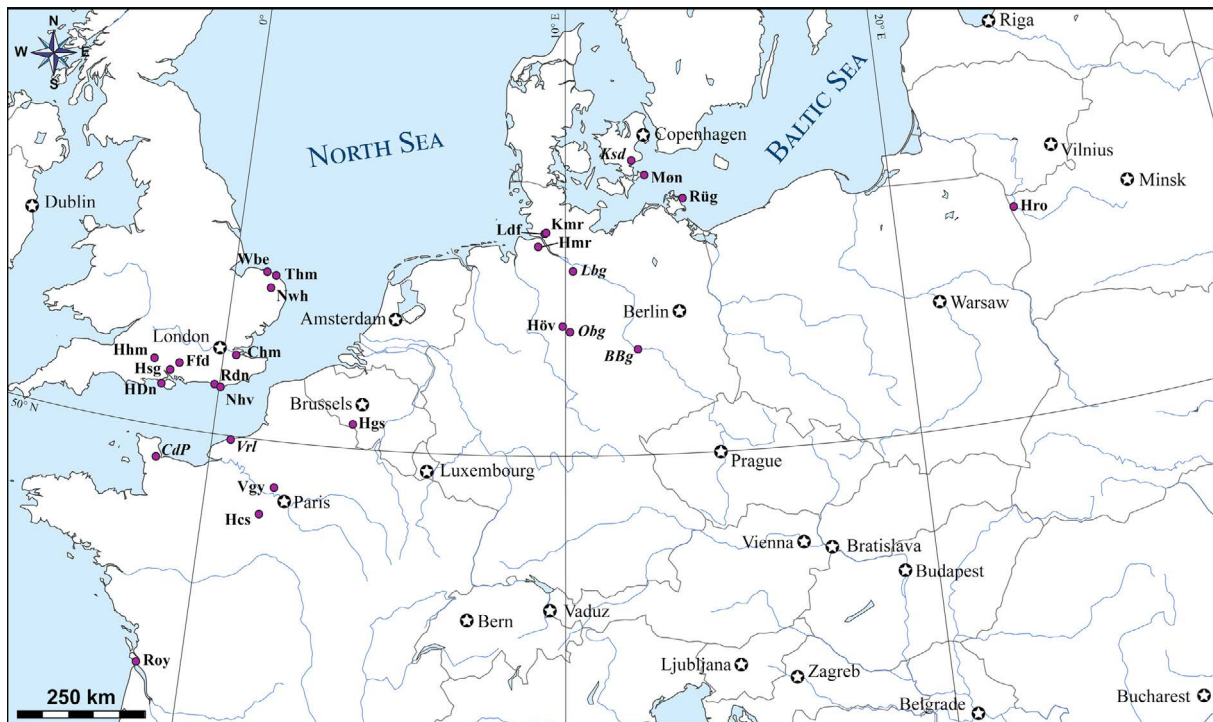 N
W E
S
0°
10° E
20° E
Riga
NORTH SEA
BALTIC SEA
Copenhagen
Vilnius
Ksd
Møn
Minsk
Rüg
Hro
Dublin
Kmr
Ldf
Hmr
Wbe
Thm
Lbg
Nwh
Warsaw
Berlin
Amsterdam
Höv
Obg
London
BBg
Chm
Hhm
Ffd
Hsg
Rdn
HDn
Nhv
50° N
Brussels
Hgs
Vrl
CdP
Prague
Luxembourg
Vgy
Paris
Hcs
Vienna
Bratislava
Budapest
Vaduz
Bern
Roy
Ljubljana
Zagreb
250 km
Belgrade
Bucharest